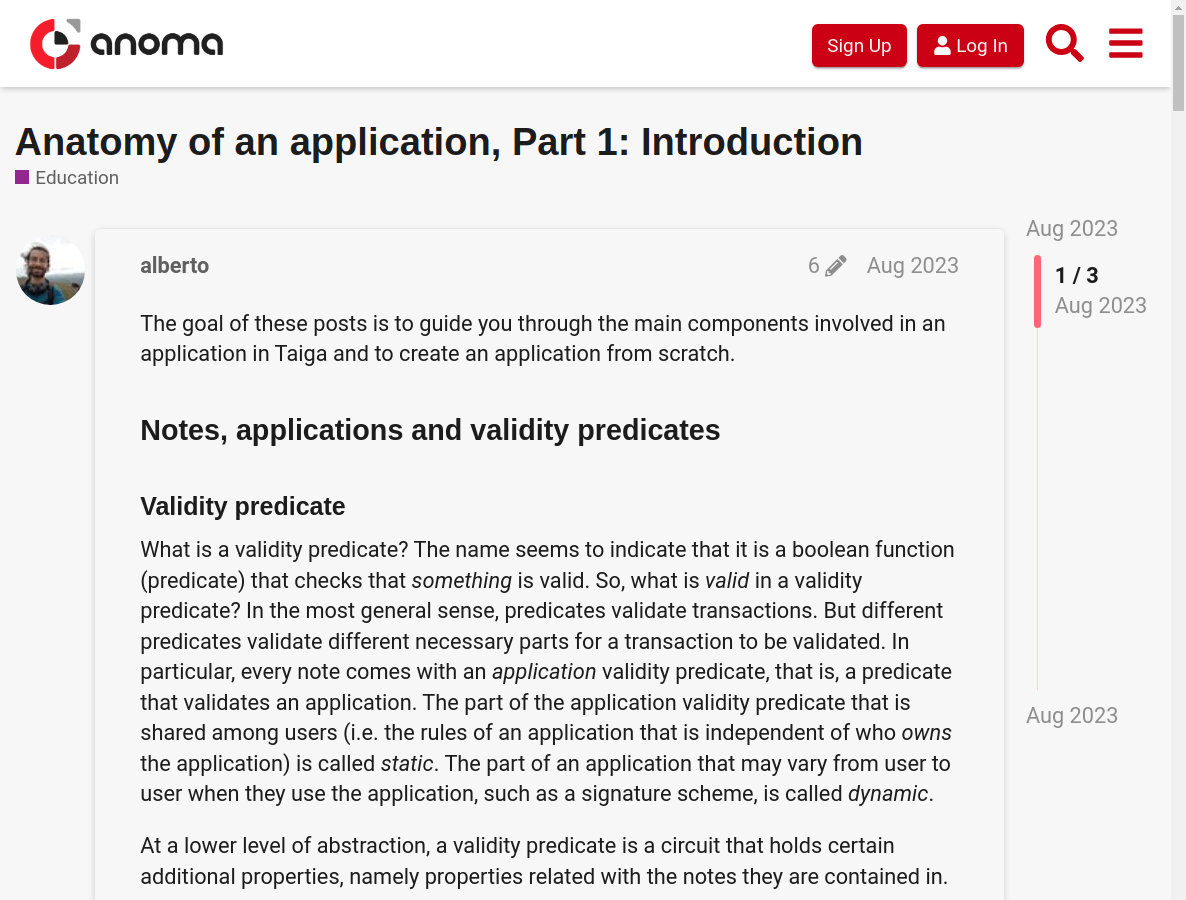 anoma
Sign Up
Log In
Anatomy of an application, Part 1: Introduction
Education
alberto
6
Aug 2023
The goal of these posts is to guide you through the main components involved in an
application in Taiga and to create an application from scratch.
Notes, applications and validity predicates
Validity predicate
What is a validity predicate? The name seems to indicate that it is a boolean function
(predicate) that checks that something is valid. So, what is valid in a validity
predicate? In the most general sense, predicates validate transactions. But different
predicates validate different necessary parts for a transaction to be validated. In
particular, every note comes with an application validity predicate, that is, a predicate
that validates an application. The part of the application validity predicate that is
shared among users (i.e. the rules of an application that is independent of who owns
the application) is called static. The part of an application that may vary from user to
user when they use the application, such as a signature scheme, is called dynamic.
At a lower level of abstraction, a validity predicate is a circuit that holds certain
additional properties, namely properties related with the notes they are contained in.
Aug 2023
1 / 3
Aug 2023
Aug 2023